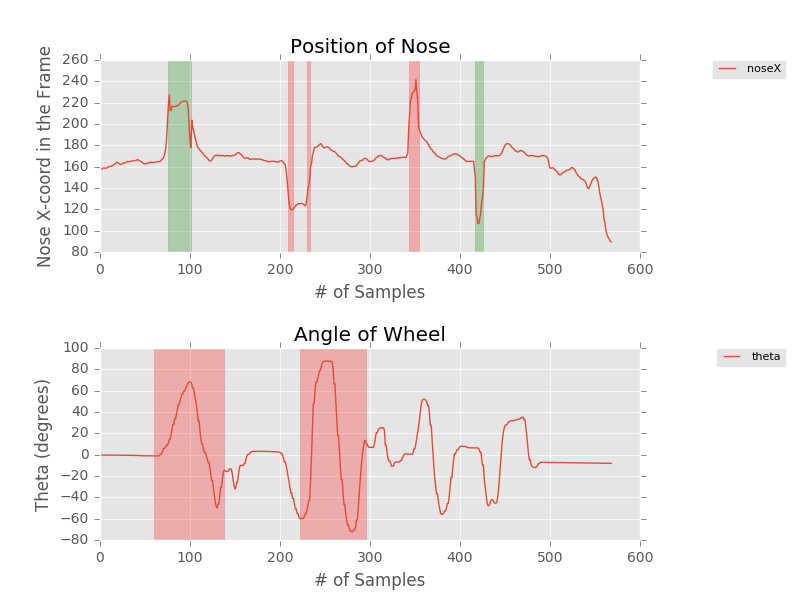 Position of Nose
260
240
220
200
180
160
140
120
100
80
Nose X-coord in the Frame
0 100 200 300 400 500 600
# of Samples
noseX
Angle of Wheel
100
80
60
40
20
0
−20
−40
−60
−80
Theta (degrees)
0 100 200 300 400 500 600
# of Samples
theta